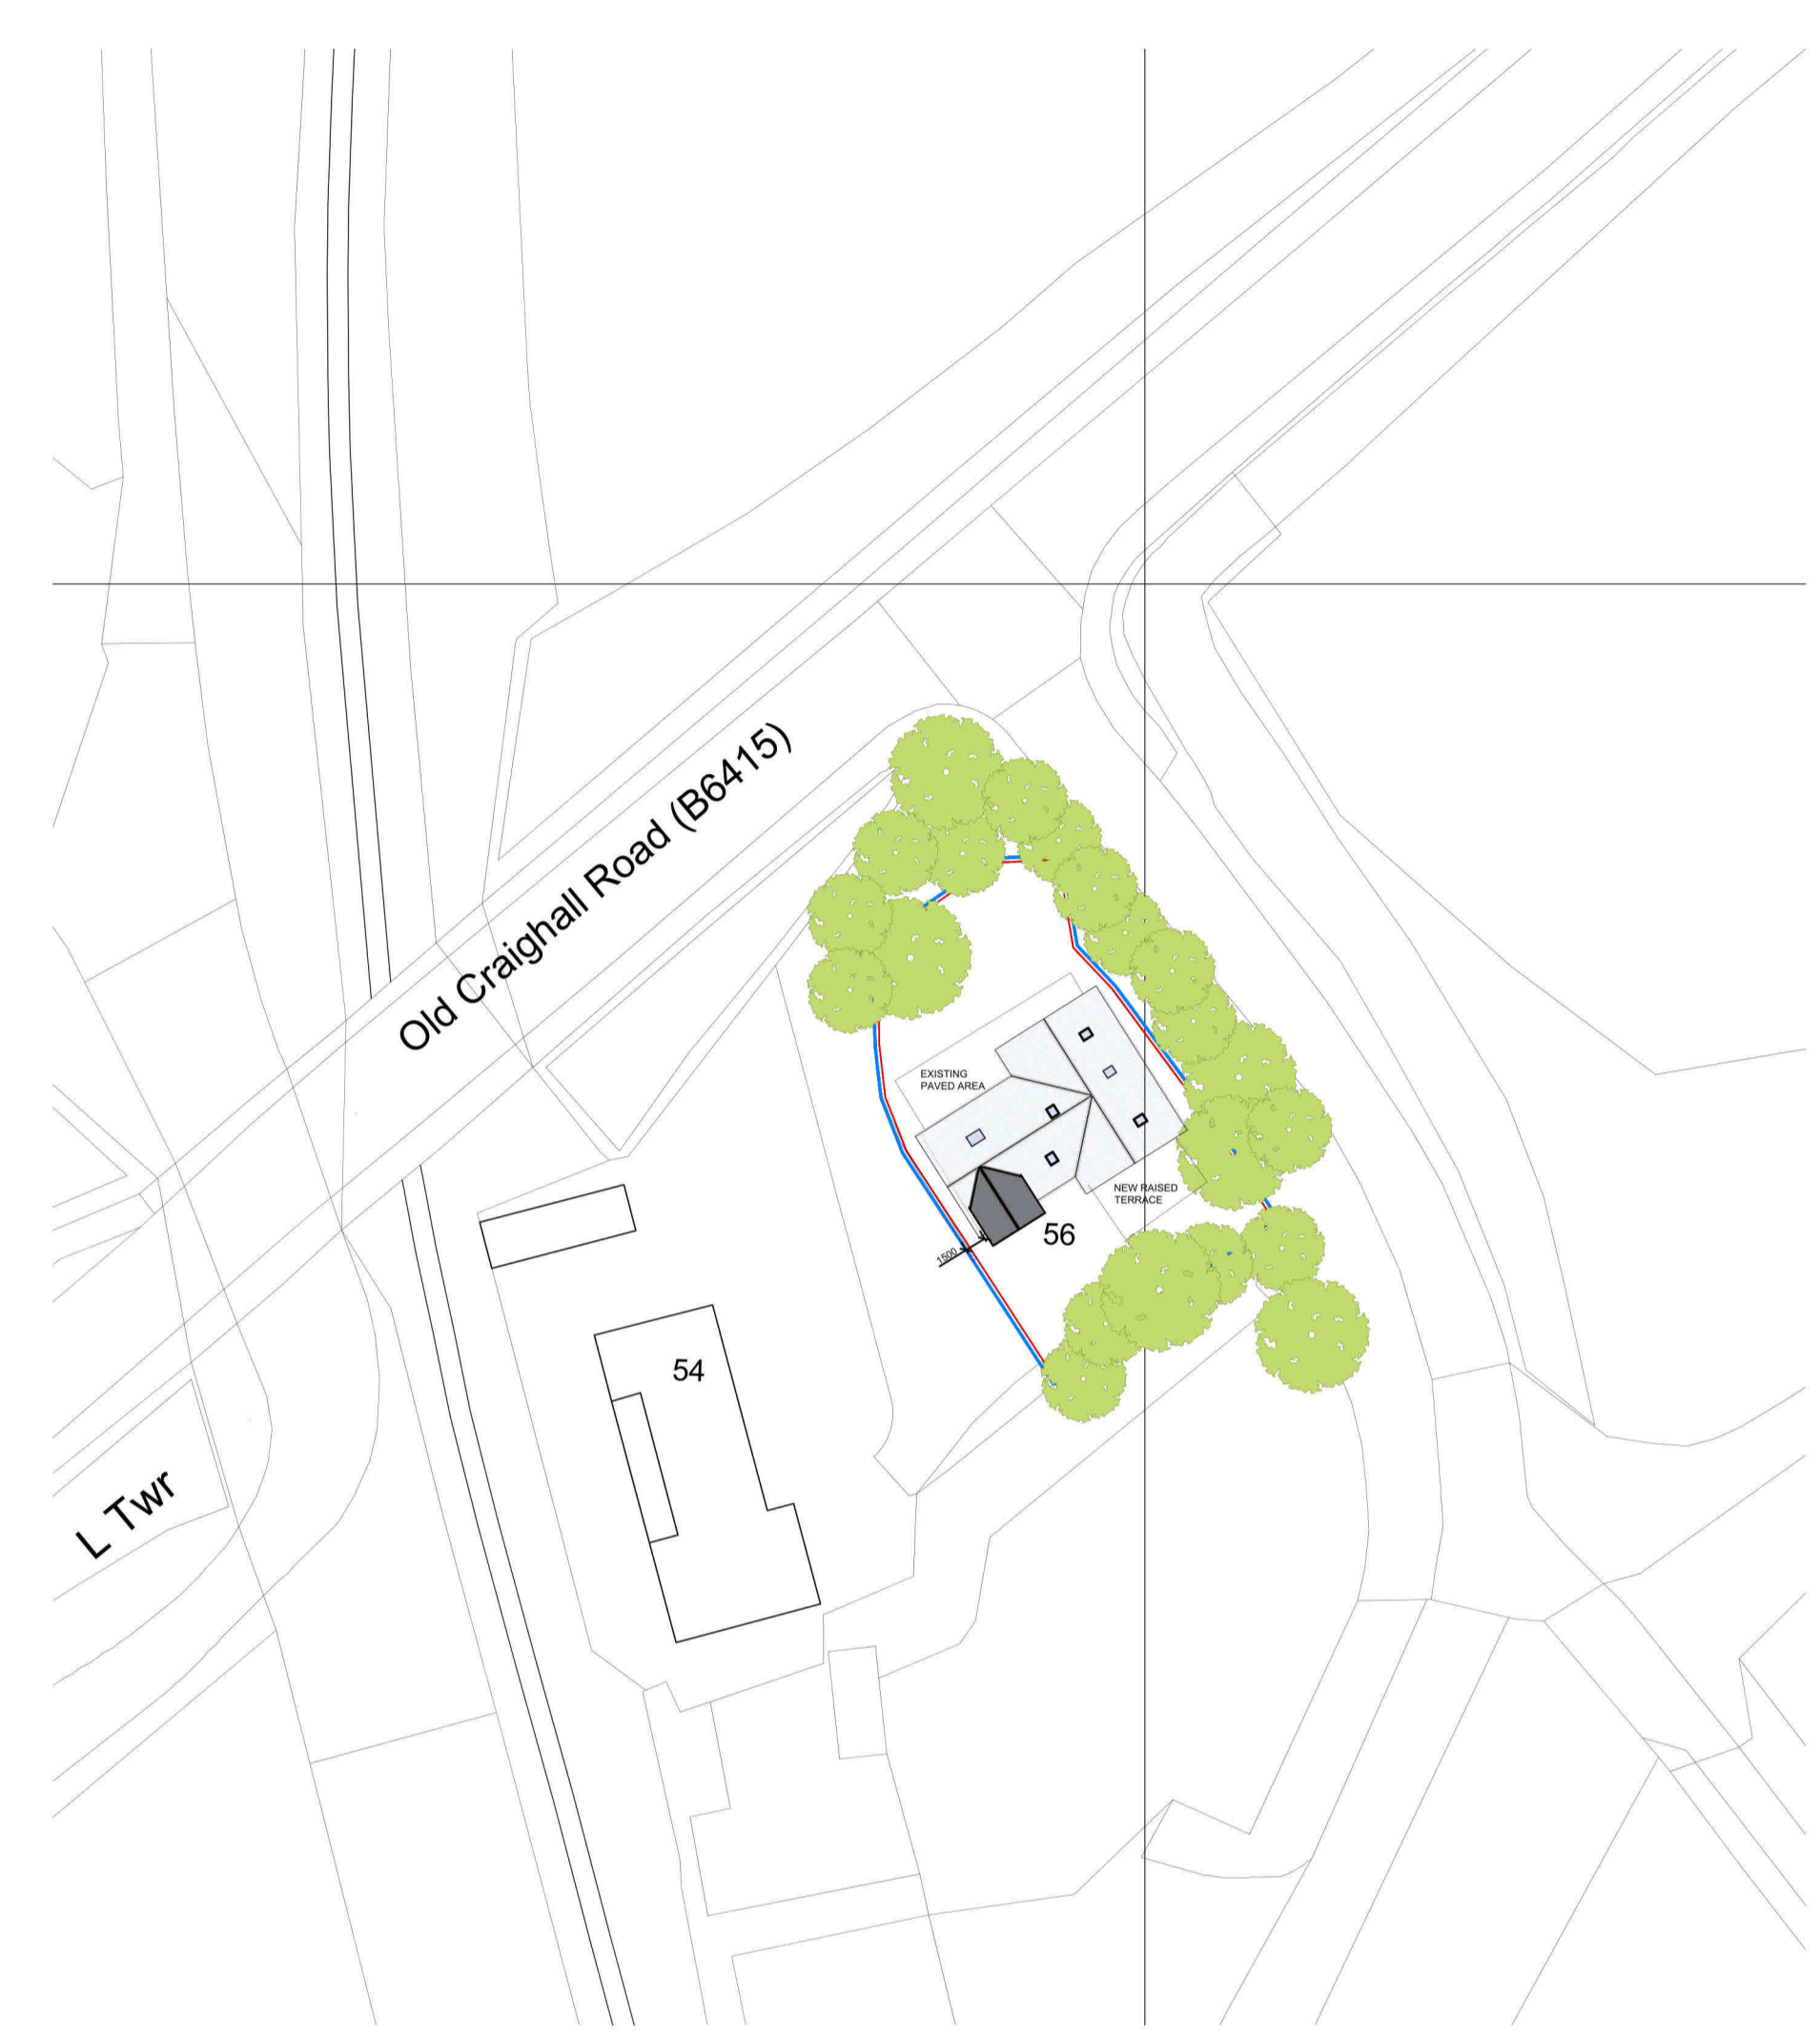 Old Craighall Road (B6415)
EXISTING
PAVED AREA
NEW RAISED
TERRACE
56
1500
54
L Twr